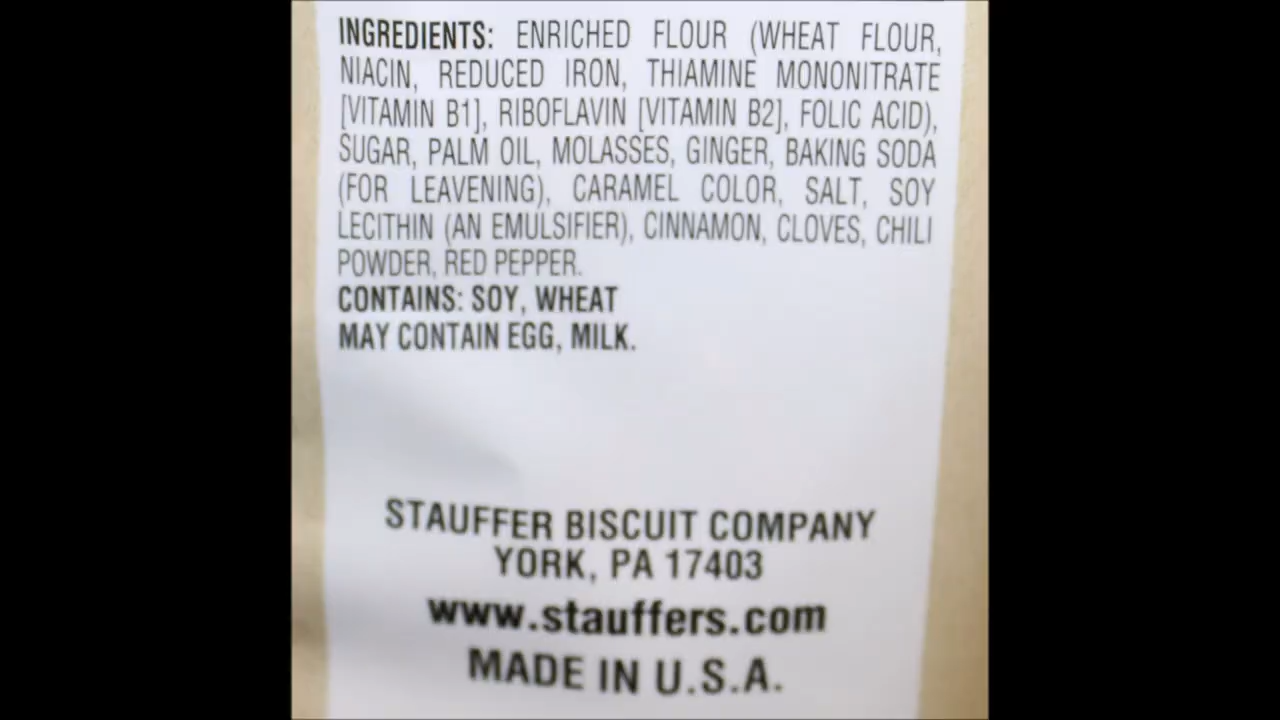 INGREDIENTS: ENRICHED FLOUR (WHEAT FLOUR,
NIACIN, REDUCED IRON, THIAMINE MONONITRATE
[VITAMIN B1], RIBOFLAVIN [VITAMIN B2], FOLIC ACID),
SUGAR, PALM OIL, MOLASSES, GINGER, BAKING SODA
(FOR LEAVENING), CARAMEL COLOR, SALT, SOY
LECITHIN (AN EMULSIFIER), CINNAMON, CLOVES, CHILI
POWDER, RED PEPPER.
CONTAINS: SOY, WHEAT
MAY CONTAIN EGG, MILK.
STAUFFER BISCUIT COMPANY
YORK, PA 17403
www.stauffers.com
MADE IN U.S.A.